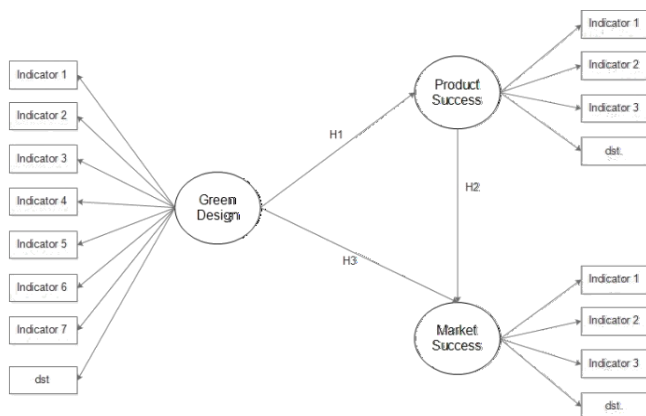 Indicator 1
Indicator 2
Indicator 3
Indicator 4
Indicator 5
Indicator 6
Indicator 7
dst
Green
Design
H1
H2
H3
Product
Success
Indicator 1
Indicator 2
Indicator 3
dst.
Market
Success
Indicator 1
Indicator 2
Indicator 3
dst.